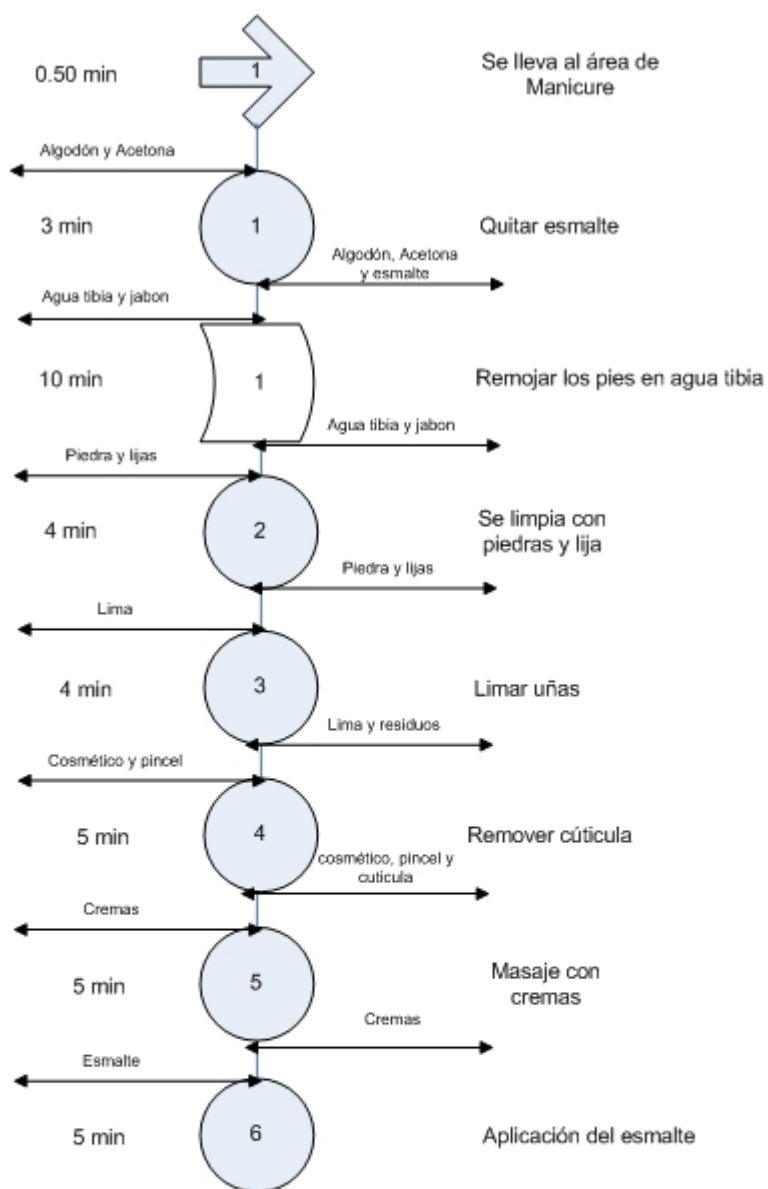 0.50 min
1
Se lleva al área de
Manicure
Algodón y Acetona
3 min
1
Quitar esmalte
Algodón, Acetona
y esmalte
Agua tibia y jabon
10 min
1
Remojar los pies en agua tibia
Agua tibia y jabon
Piedra y lijas
4 min
2
Se limpia con
piedras y lija
Piedra y lijas
Lima
4 min
3
Limar uñas
Lima y residuos
Cosmético y pincel
5 min
4
Remover cúticula
cosmético, pincel y
cuticula
Cremas
5 min
5
Masaje con
cremas
Cremas
Esmalte
5 min
6
Aplicación del esmalte